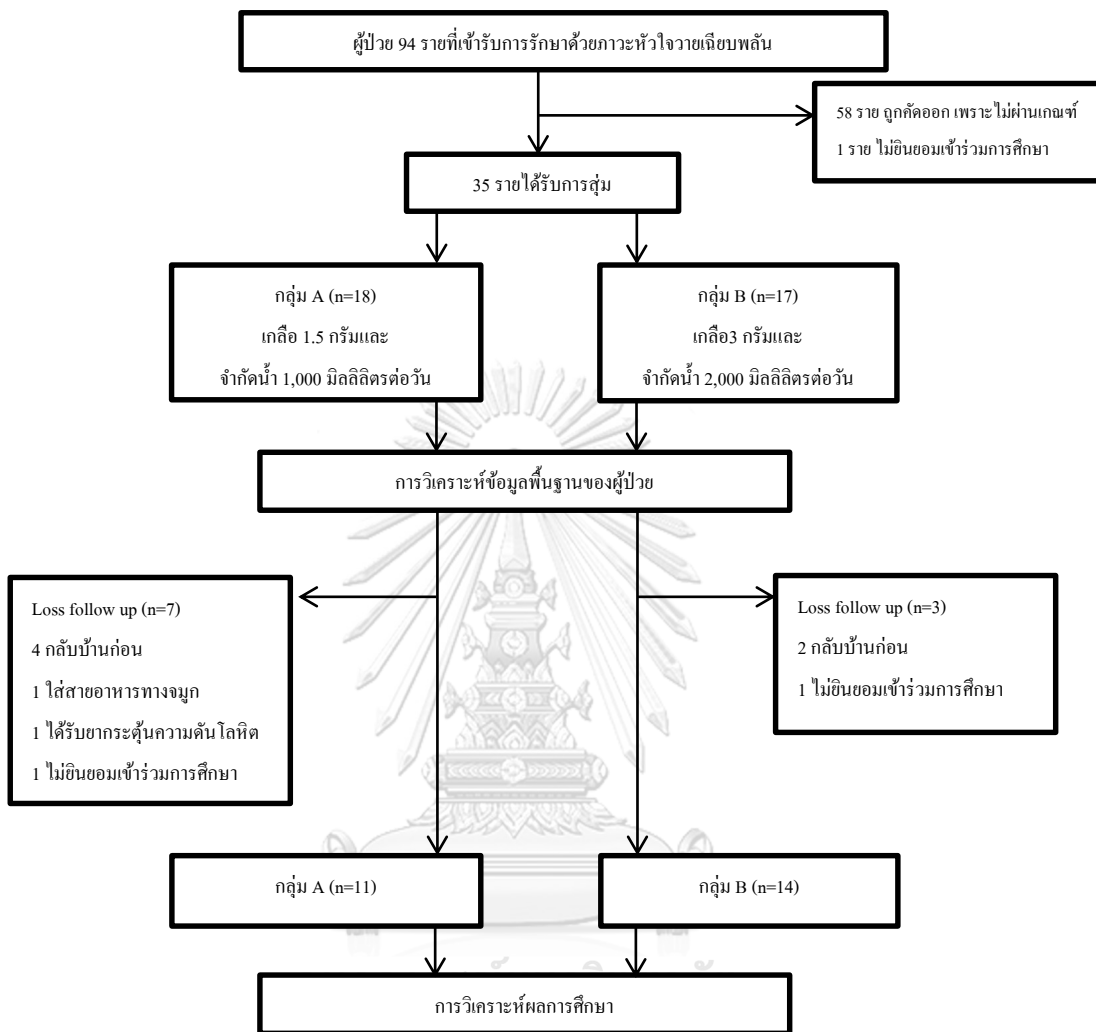 ผู้ป่วย 94 รายที่เข้ารับการรักษาด้วยภาวะหัวใจวายเฉียบพลัน
58 ราย ถูกคัดออก เพราะไม่ผ่านเกณฑ์
1 ราย ไม่ยินยอมเข้าร่วมการศึกษา
35 รายได้รับการสุ่ม
กลุ่ม A (n=18)
เกลือ 1.5 กรัมและ
จำกัดน้ำ 1,000 มิลลิลิตรต่อวัน
กลุ่ม B (n=17)
เกลือ3 กรัมและ
จำกัดน้ำ 2,000 มิลลิลิตรต่อวัน
การวิเคราะห์ข้อมูลพื้นฐานของผู้ป่วย
Loss follow up (n=7)
4 กลับบ้านก่อน
1 ใส่สายอาหารทางจมูก
1 ได้รับยากระตุ้นความดันโลหิต
1 ไม่ยินยอมเข้าร่วมการศึกษา
Loss follow up (n=3)
2 กลับบ้านก่อน
1 ไม่ยินยอมเข้าร่วมการศึกษา
กลุ่ม A (n=11)
กลุ่ม B (n=14)
การวิเคราะห์ผลการศึกษา